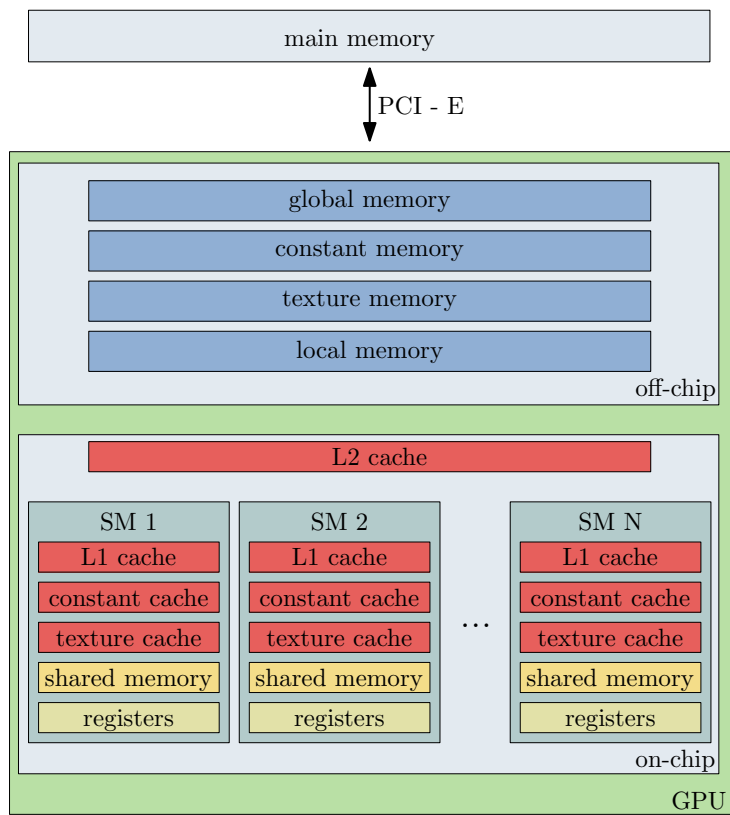 main memory
PCI - E
global memory
constant memory
texture memory
local memory
off-chip
L2 cache
SM 1
L1 cache
constant cache
texture cache
shared memory
registers
SM 2
L1 cache
constant cache
texture cache
shared memory
registers
...
SM N
L1 cache
constant cache
texture cache
shared memory
registers
on-chip
GPU